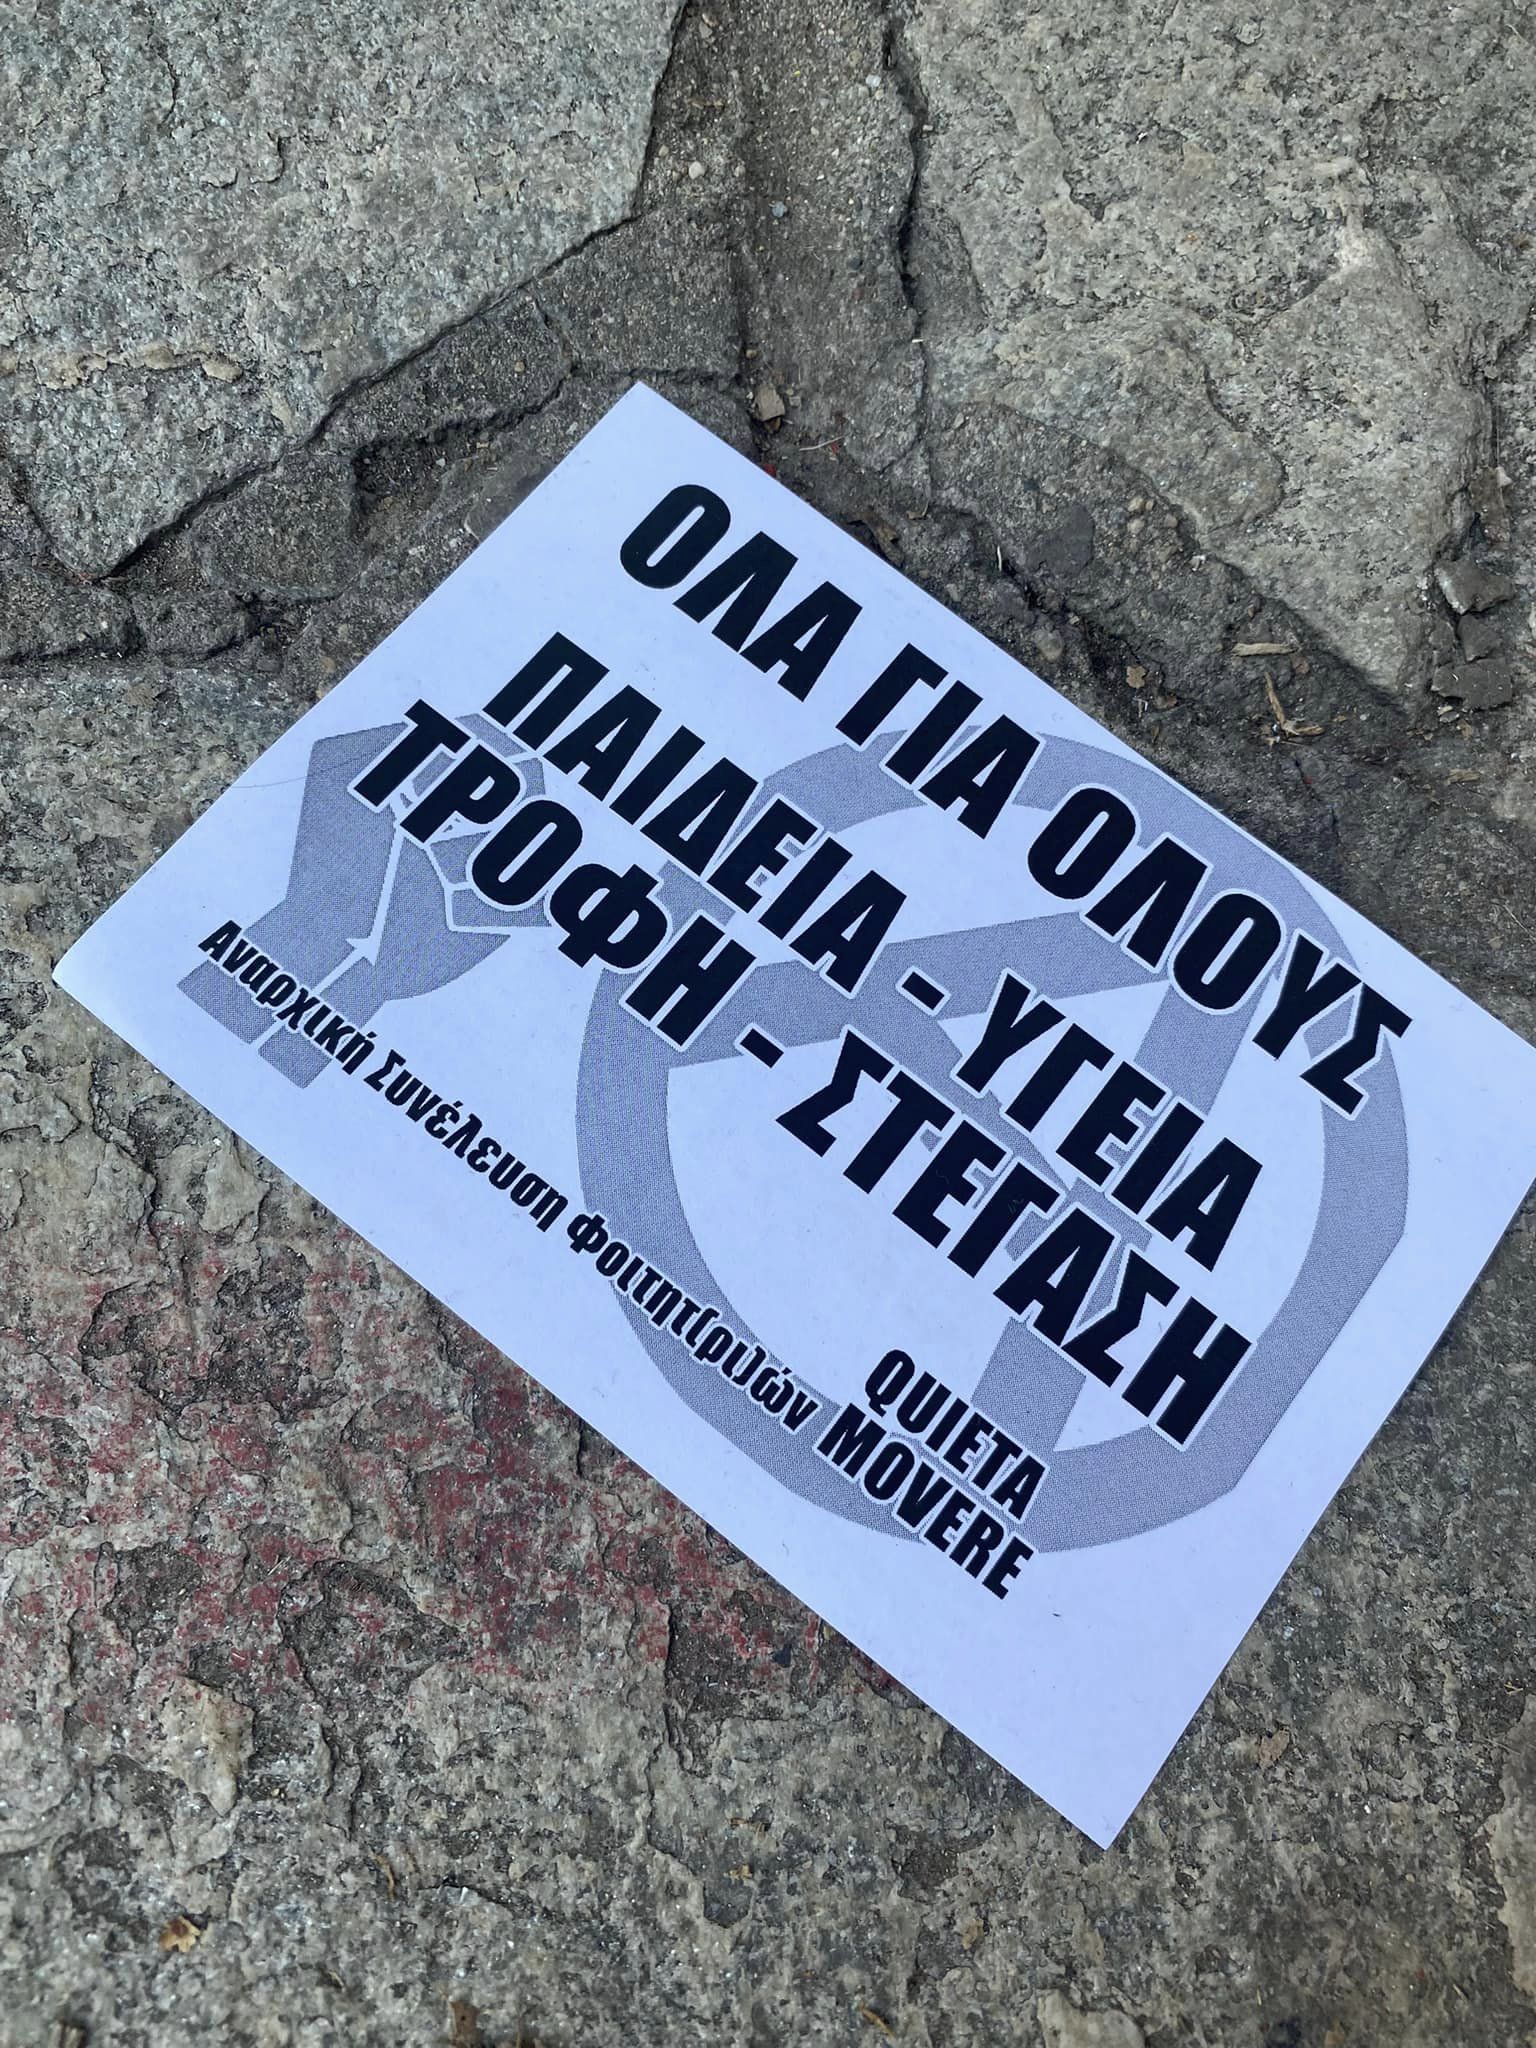 ΟΛΑ ΓΙΑ ΟΛΟΥΣ
ΠΑΙΔΕΙΑ - ΥΓΕΙΑ
ΤΡΟΦΗ - ΣΤΕΓΑΣΗ
Αναρχική Συνέλευση Φοιτητ(ρι)ών
QUIETA
MOVERE